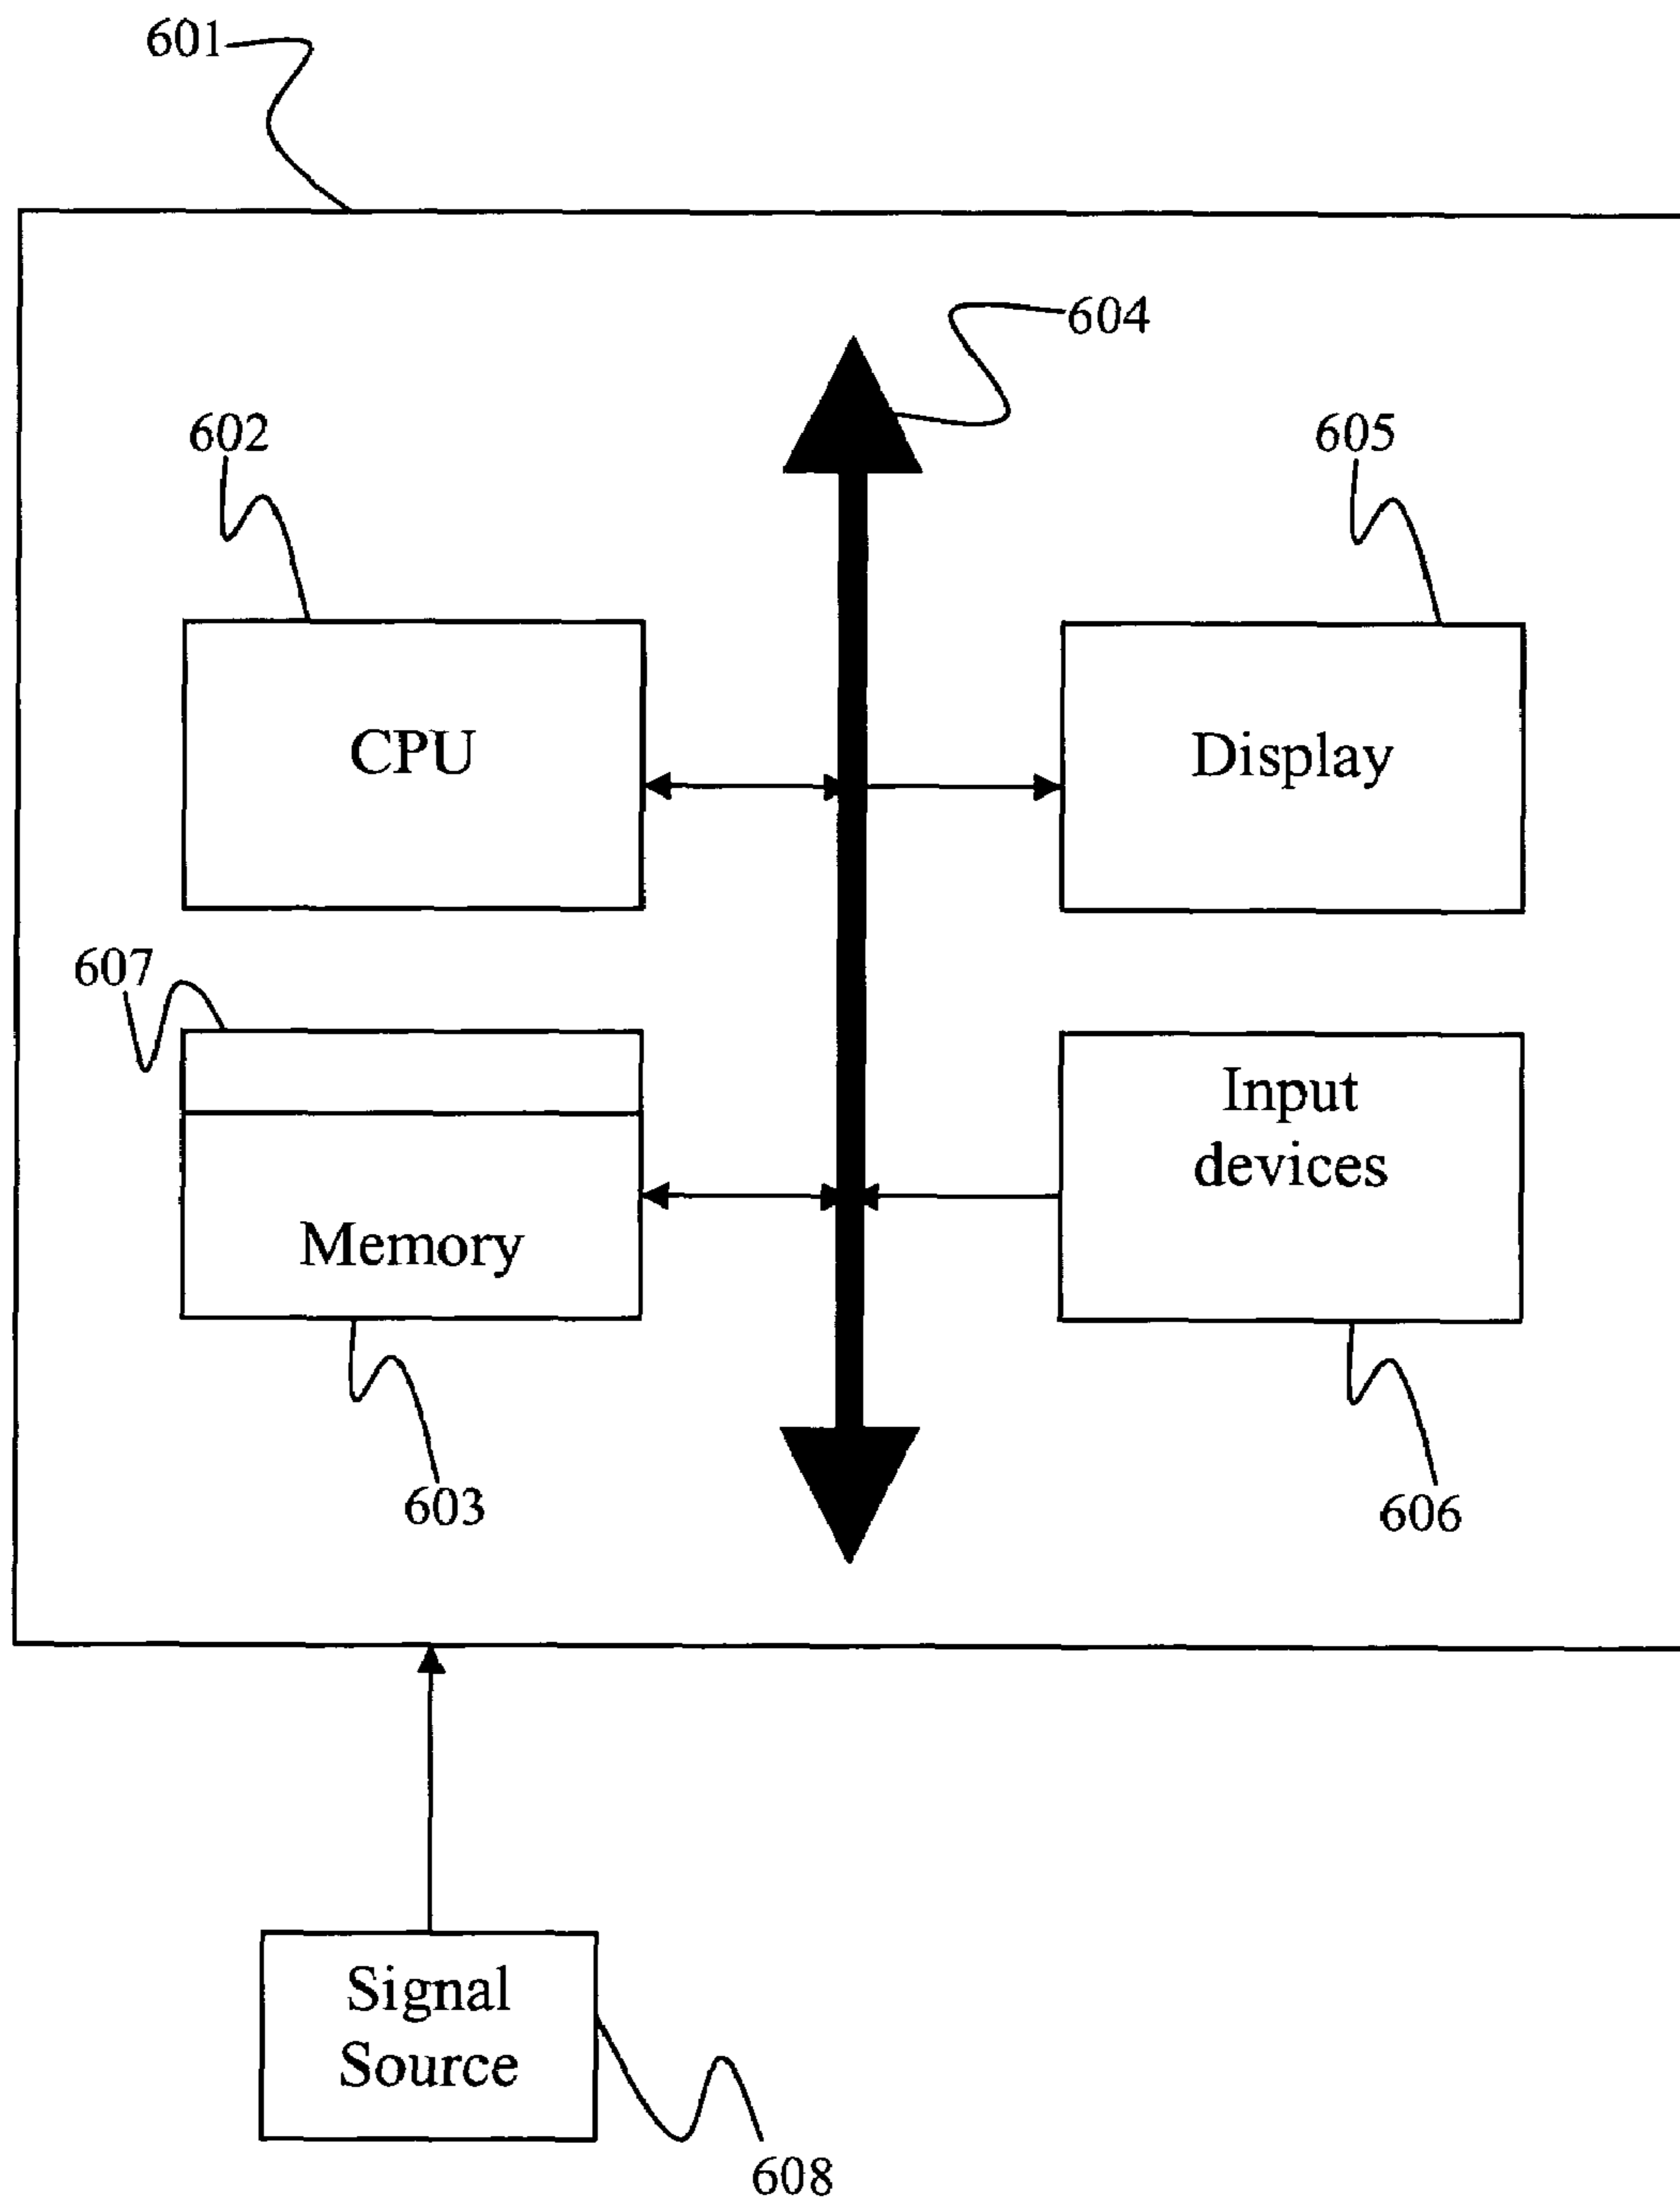 601
604
602
605
CPU
Display
607
Input
devices
Memory
603
606
Signal
Source
608